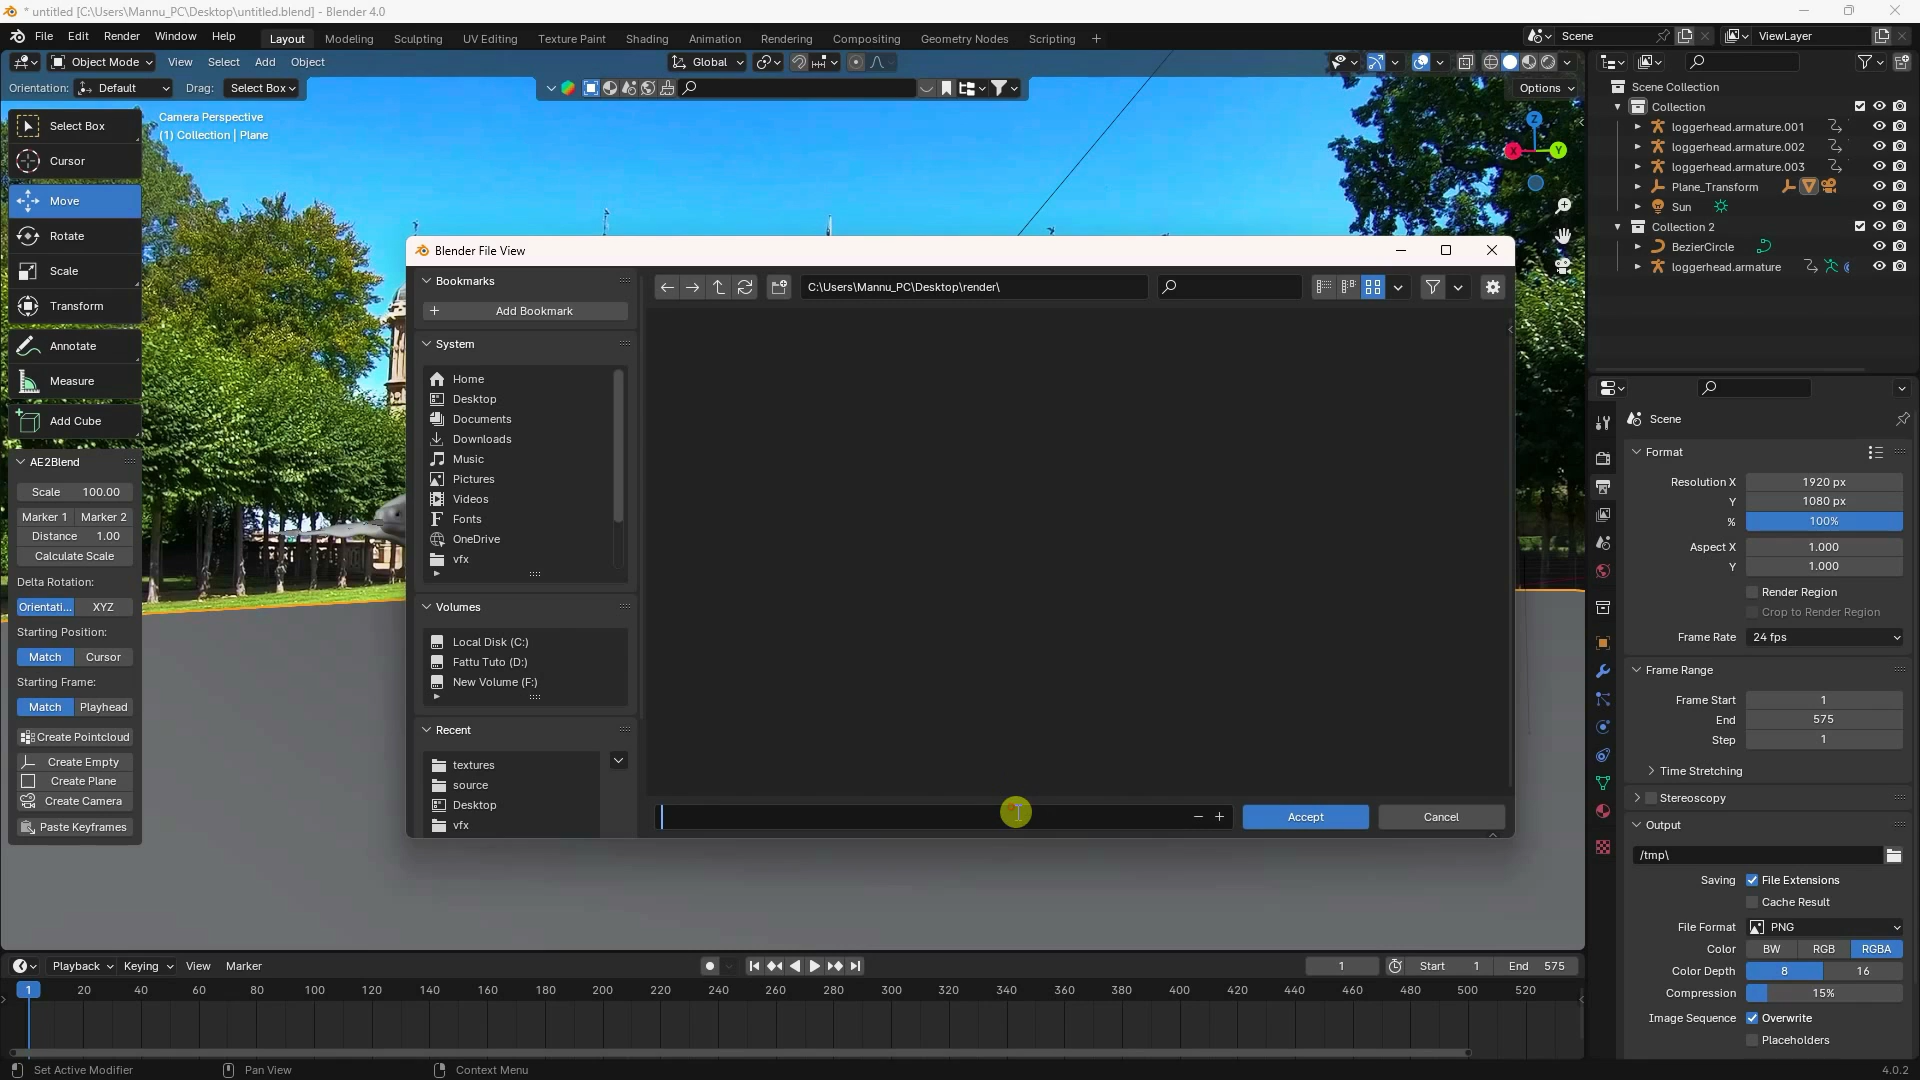 * untitled [C:\Users\Mannu_PC\Desktop\untitled.blend] - Blender 4.0
File Edit Render Window Help Layout Modeling Sculpting UV Editing Texture Paint Shading Animation Rendering Compositing Geometry Nodes Scripting + Scene ViewLayer
Object Mode View Select Add Object Global
Orientation: Default Drag: Select Box Options
Camera Perspective
(1) Collection | Plane
Select Box
Cursor
Move
Rotate
Scale
Transform
Annotate
Measure
Add Cube
AE2Blend
Scale 100.00
Marker 1 Marker 2
Distance 1.00
Calculate Scale
Delta Rotation:
Orientati... XYZ
Starting Position:
Match Cursor
Starting Frame:
Match Playhead
Create Pointcloud
Create Empty
Create Plane
Create Camera
Paste Keyframes
Z
X
Y
Blender File View
Bookmarks
Add Bookmark
System
Home
Desktop
Documents
Downloads
Music
Pictures
Videos
Fonts
OneDrive
vfx
Volumes
Local Disk (C:)
Fattu Tuto (D:)
New Volume (F:)
Recent
textures
source
Desktop
vfx
C:\Users\Mannu_PC\Desktop\render\
Accept Cancel
Scene Collection
Collection
loggerhead.armature.001
loggerhead.armature.002
loggerhead.armature.003
Plane_Transform
Sun
Collection 2
BezierCircle
loggerhead.armature
Scene
Format
Resolution X 1920 px
Y 1080 px
% 100%
Aspect X 1.000
Y 1.000
Render Region
Crop to Render Region
Frame Rate 24 fps
Frame Range
Frame Start 1
End 575
Step 1
Time Stretching
Stereoscopy
Output
/tmp\
Saving File Extensions
Cache Result
File Format PNG
Color BW RGB RGBA
Color Depth 8 16
Compression 15%
Image Sequence Overwrite
Placeholders
Playback Keying View Marker 1 Start 1 End 575
1 20 40 60 80 100 120 140 160 180 200 220 240 260 280 300 320 340 360 380 400 420 440 460 480 500 520
Set Active Modifier Pan View Context Menu 4.0.2